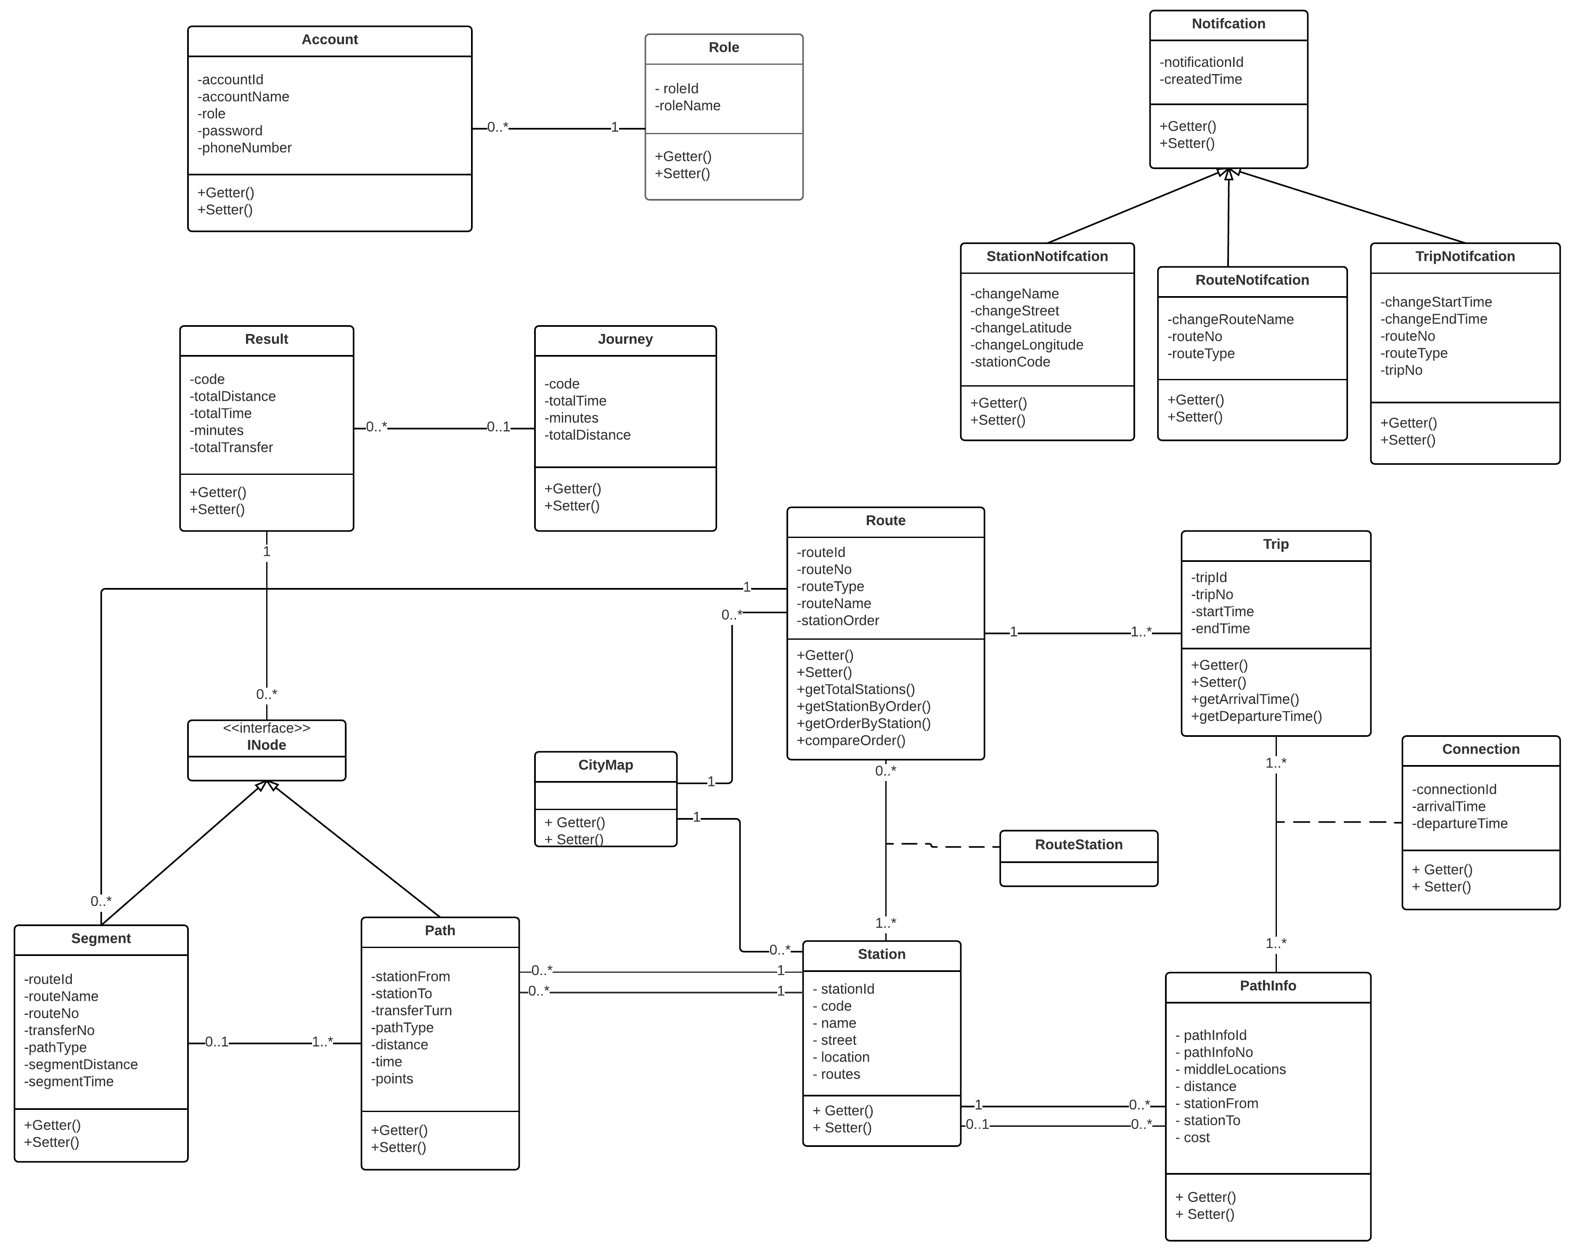 Account
-accountId
-accountName
-role
-password
-phoneNumber
+Getter()
+Setter()
0..*
1
Role
- roleId
-roleName
+Getter()
+Setter()
Notifcation
-notificationId
-createdTime
+Getter()
+Setter()
StationNotifcation
-changeName
-changeStreet
-changeLatitude
-changeLongitude
-stationCode
+Getter()
+Setter()
RouteNotifcation
-changeRouteName
-routeNo
-routeType
+Getter()
+Setter()
TripNotifcation
-changeStartTime
-changeEndTime
-routeNo
-routeType
-tripNo
+Getter()
+Setter()
Result
-code
-totalDistance
-totalTime
-minutes
-totalTransfer
+Getter()
+Setter()
0..*
0..1
Journey
-code
-totalTime
-minutes
-totalDistance
+Getter()
+Setter()
1
0..*
1
0..*
Route
-routeId
-routeNo
-routeType
-routeName
-stationOrder
+Getter()
+Setter()
+getTotalStations()
+getStationByOrder()
+getOrderByStation()
+compareOrder()
1
1..*
Trip
-tripId
-tripNo
-startTime
-endTime
+Getter()
+Setter()
+getArrivalTime()
+getDepartureTime()
<<interface>>
INode
CityMap
+ Getter()
+ Setter()
1
1
0..*
1..*
Connection
-connectionId
-arrivalTime
-departureTime
+ Getter()
+ Setter()
RouteStation
0..*
1..*
0..*
1..*
Segment
-routeId
-routeName
-routeNo
-transferNo
-pathType
-segmentDistance
-segmentTime
+Getter()
+Setter()
0..1
1..*
Path
-stationFrom
-stationTo
-transferTurn
-pathType
-distance
-time
-points
+Getter()
+Setter()
0..*
1
0..*
1
Station
- stationId
- code
- name
- street
- location
- routes
+ Getter()
+ Setter()
1
0..*
0..1
0..*
PathInfo
- pathInfoId
- pathInfoNo
- middleLocations
- distance
- stationFrom
- stationTo
- cost
+ Getter()
+ Setter()